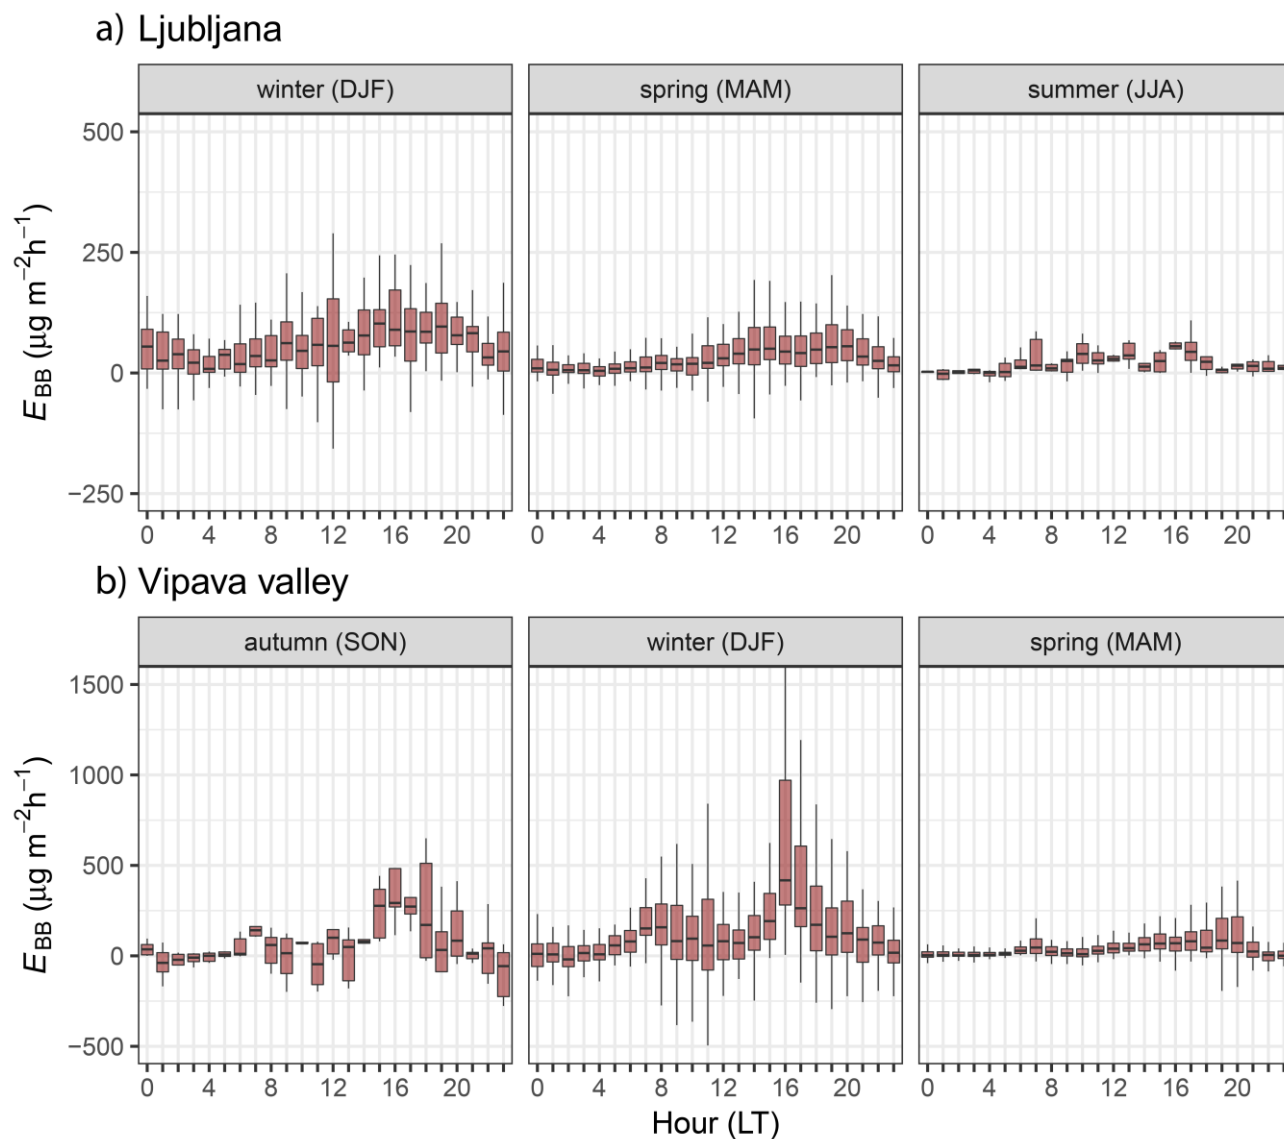 a) Ljubljana
winter (DJF)
spring (MAM)
summer (JJA)
500
250
0
−250
E_BB (µg m⁻²h⁻¹)
0 4 8 12 16 20
0 4 8 12 16 20
0 4 8 12 16 20
b) Vipava valley
autumn (SON)
winter (DJF)
spring (MAM)
1500
1000
500
0
−500
E_BB (µg m⁻²h⁻¹)
0 4 8 12 16 20
0 4 8 12 16 20
0 4 8 12 16 20
Hour (LT)